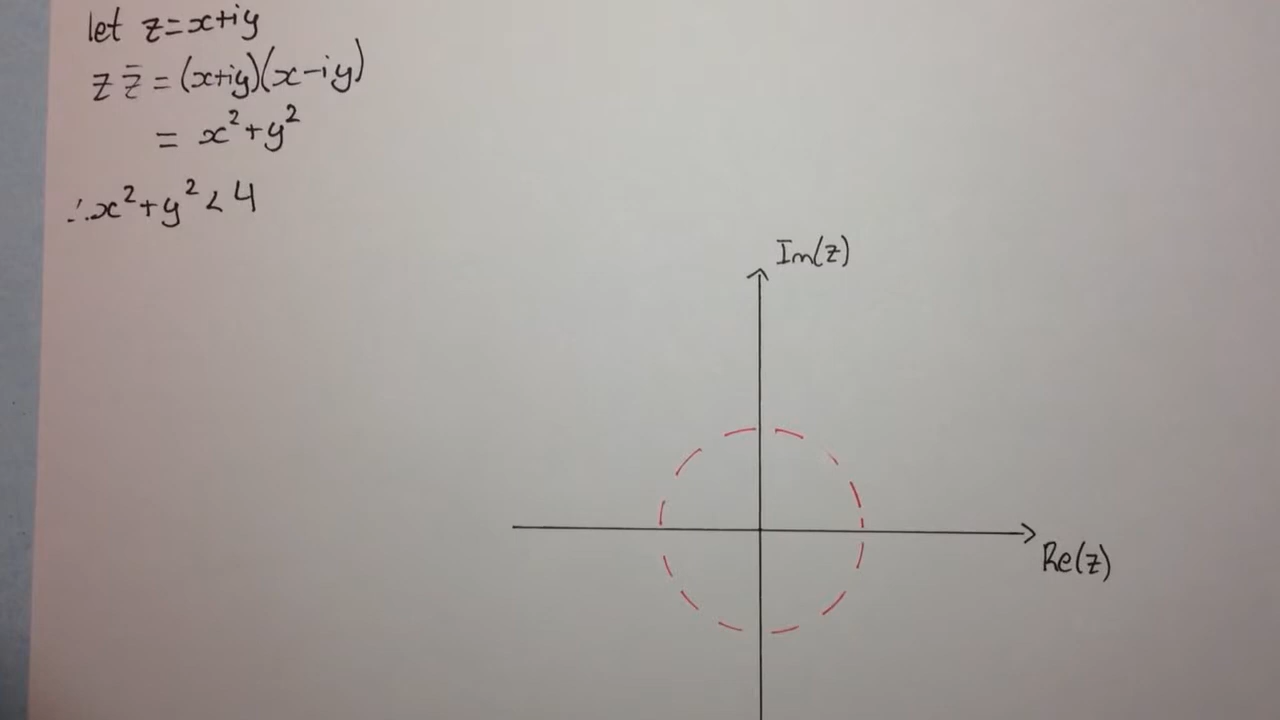 let z=x+iy
z z̄ = (x+iy)(x-iy)
= x²+y²
∴x²+y²<4
Im(z)
Re(z)